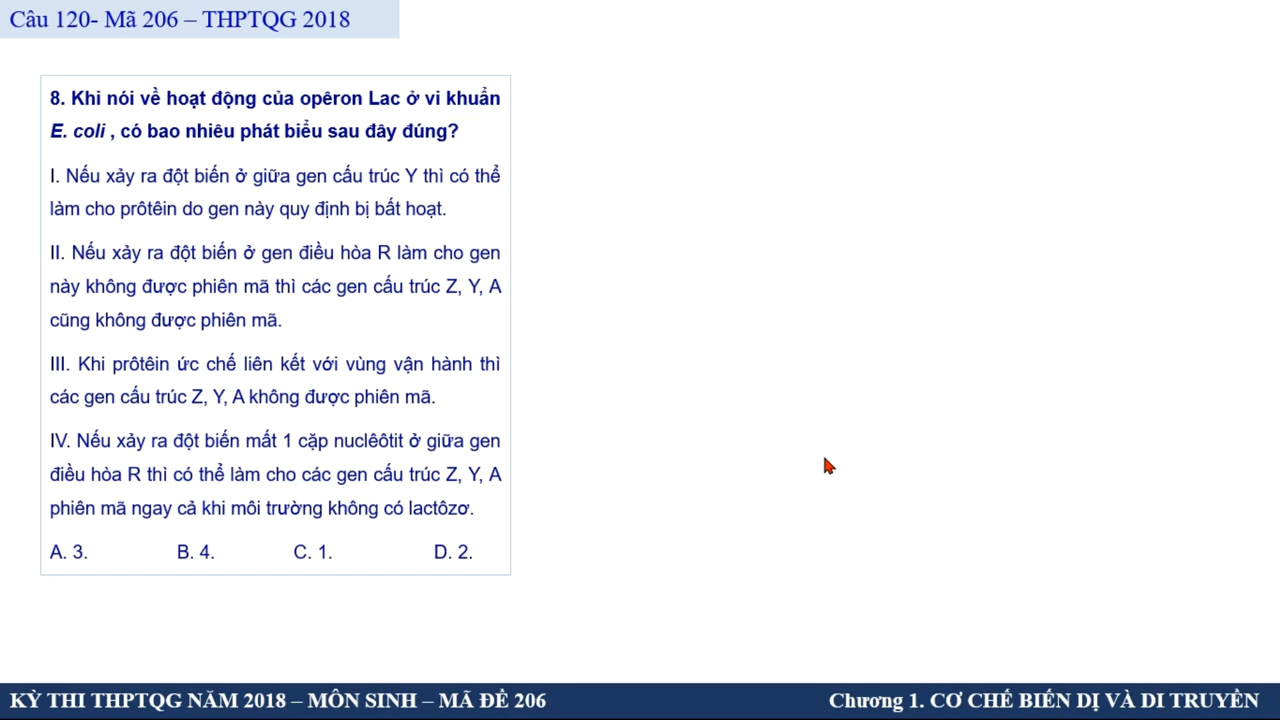 Câu 120- Mã 206 – THPTQG 2018
8. Khi nói về hoạt động của opêron Lac ở vi khuẩn
E. coli , có bao nhiêu phát biểu sau đây đúng?
I. Nếu xảy ra đột biến ở giữa gen cấu trúc Y thì có thể
làm cho prôtêin do gen này quy định bị bất hoạt.
II. Nếu xảy ra đột biến ở gen điều hòa R làm cho gen
này không được phiên mã thì các gen cấu trúc Z, Y, A
cũng không được phiên mã.
III. Khi prôtêin ức chế liên kết với vùng vận hành thì
các gen cấu trúc Z, Y, A không được phiên mã.
IV. Nếu xảy ra đột biến mất 1 cặp nuclêôtit ở giữa gen
điều hòa R thì có thể làm cho các gen cấu trúc Z, Y, A
phiên mã ngay cả khi môi trường không có lactôzơ.
A. 3. B. 4. C. 1. D. 2.
KỲ THI THPTQG NĂM 2018 – MÔN SINH – MÃ ĐỀ 206 Chương 1. CƠ CHẾ BIẾN DỊ VÀ DI TRUYỀN